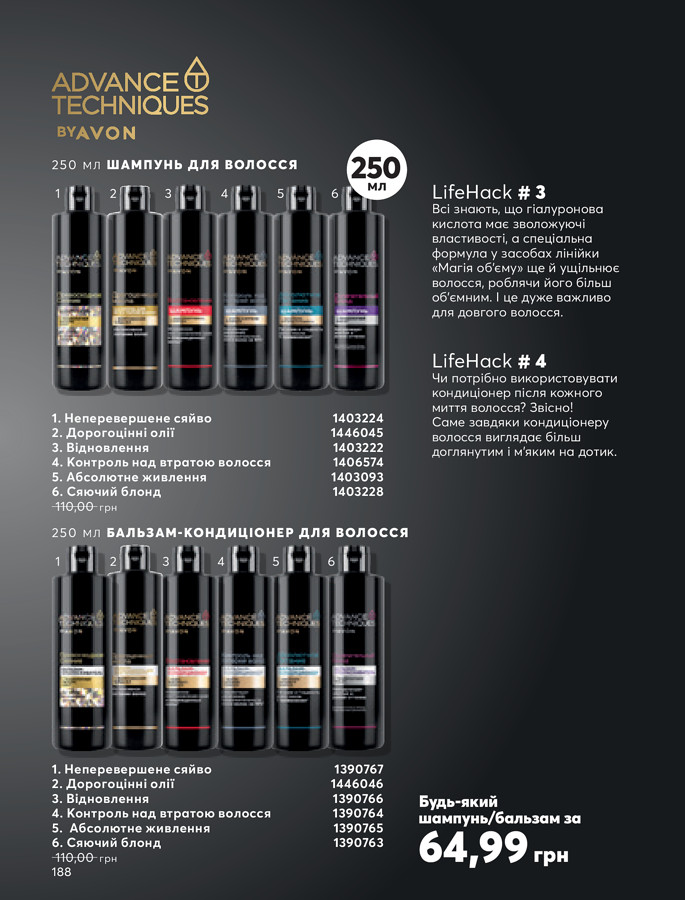 ADVANCE
TECHNIQUES
BY AVON
250 мл ШАМПУНЬ ДЛЯ ВОЛОССЯ
250
МЛ
1 2 3 4 5 6
1. Неперевершене сяйво 1403224
2. Дорогоцінні олії 1446045
3. Відновлення 1403222
4. Контроль над втратою волосся 1406574
5. Абсолютне живлення 1403093
6. Сяючий блонд 1403228
110,00 грн
250 мл БАЛЬЗАМ-КОНДИЦІОНЕР ДЛЯ ВОЛОССЯ
1 2 3 4 5 6
ADVANCE TECHNIQUES
1. Неперевершене сяйво 1390767
2. Дорогоцінні олії 1446046
3. Відновлення 1390766
4. Контроль над втратою волосся 1390764
5. Абсолютне живлення 1390765
6. Сяючий блонд 1390763
110,00 грн
188
LifeHack # 3
Всі знають, що гіалуронова
кислота має зволожуючі
властивості, а спеціальна
формула у засобах лінійки
«Магія об’єму» ще й ущільнює
волосся, роблячи його більш
об’ємним. І це дуже важливо
для довгого волосся.
LifeHack # 4
Чи потрібно використовувати
кондиціонер після кожного
миття волосся? Звісно!
Саме завдяки кондиціонеру
волосся виглядає більш
доглянутим і м’яким на дотик.
Будь-який
шампунь/бальзам за
64,99 грн